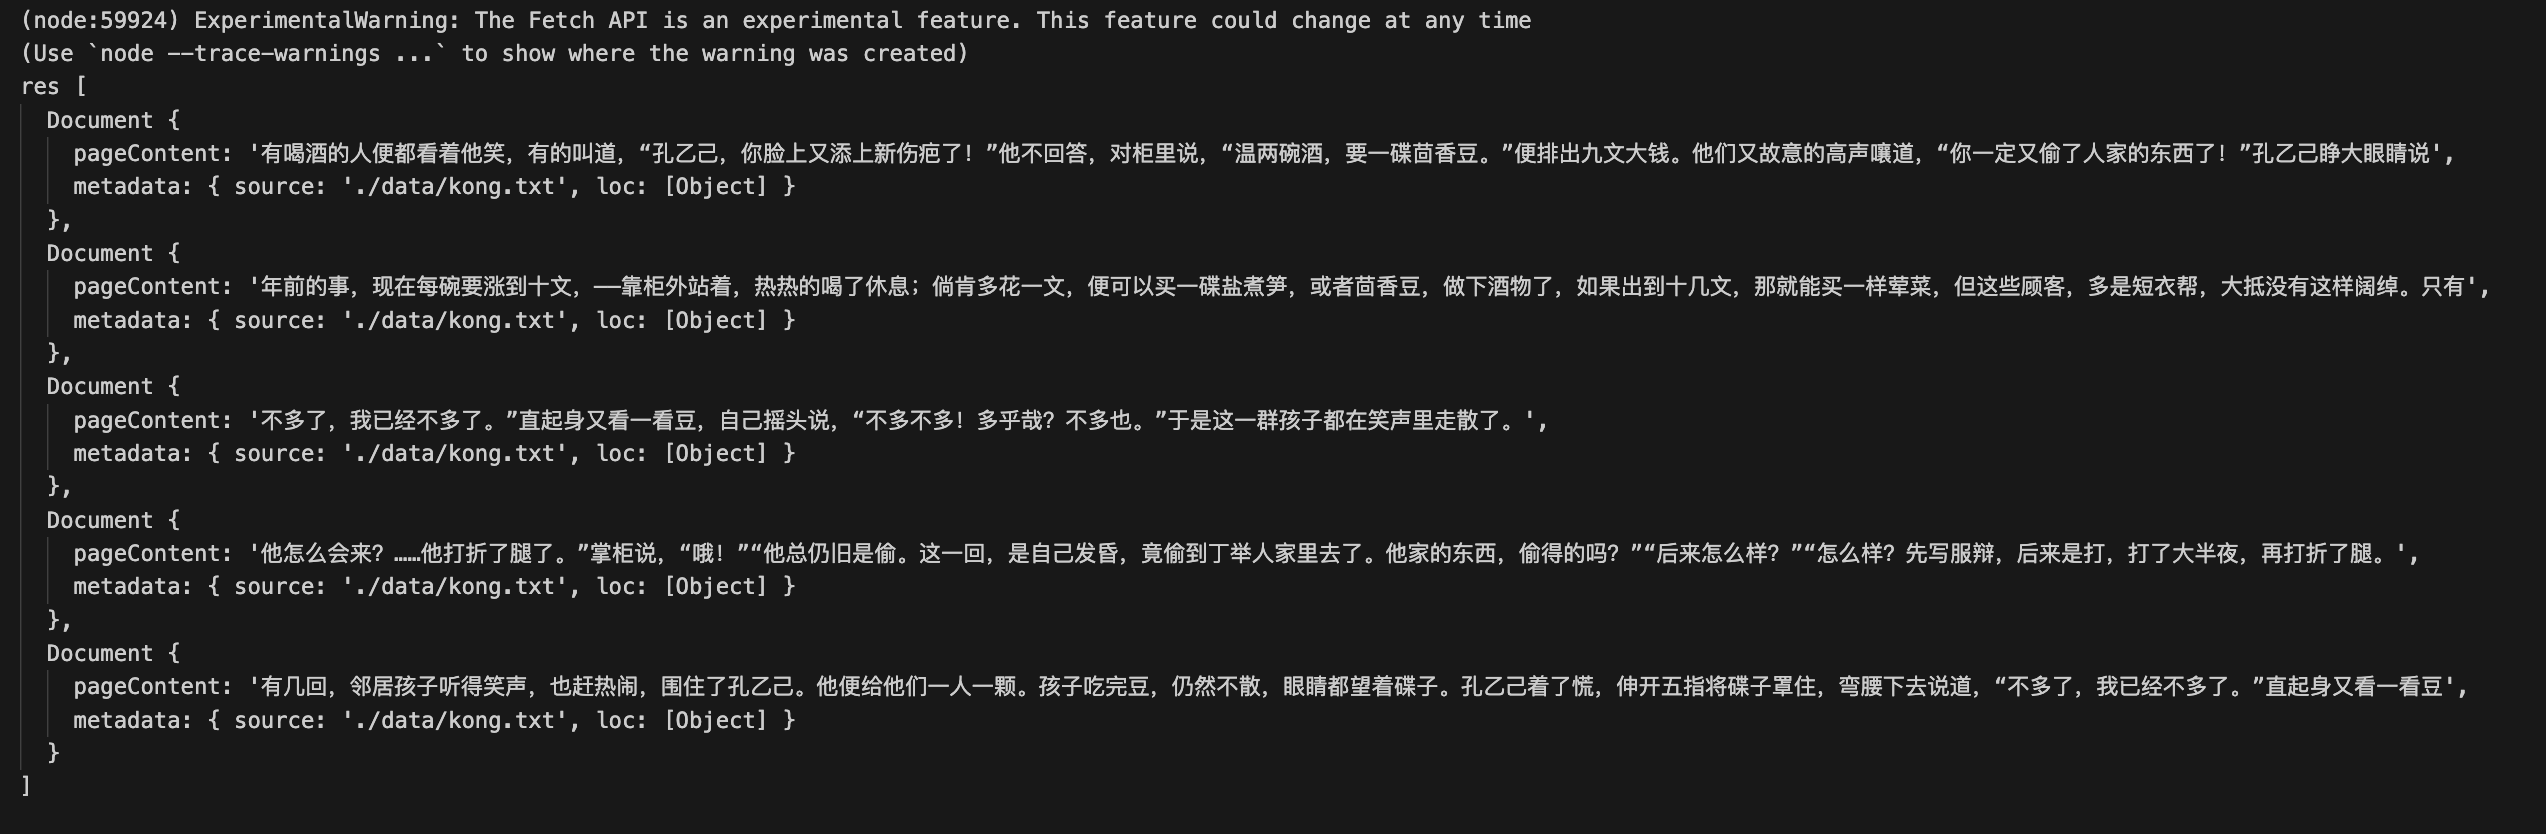 (node:59924) ExperimentalWarning: The Fetch API is an experimental feature. This feature could change at any time
(Use `node --trace-warnings ...` to show where the warning was created)
res [
  Document {
    pageContent: '有喝酒的人便都看着他笑，有的叫道，“孔乙己，你脸上又添上新伤疤了！”他不回答，对柜里说，“温两碗酒，要一碟茴香豆。”便排出九文大钱。他们又故意的高声嚷道，“你一定又偷了人家的东西了！”孔乙己睁大眼睛说',
    metadata: { source: './data/kong.txt', loc: [Object] }
  },
  Document {
    pageContent: '年前的事，现在每碗要涨到十文，——靠柜外站着，热热的喝了休息；倘肯多花一文，便可以买一碟盐煮笋，或者茴香豆，做下酒物了，如果出到十几文，那就能买一样荤菜，但这些顾客，多是短衣帮，大抵没有这样阔绰。只有',
    metadata: { source: './data/kong.txt', loc: [Object] }
  },
  Document {
    pageContent: '不多了，我已经不多了。”直起身又看一看豆，自己摇头说，“不多不多！多乎哉？不多也。”于是这一群孩子都在笑声里走散了。',
    metadata: { source: './data/kong.txt', loc: [Object] }
  },
  Document {
    pageContent: '他怎么会来？……他打折了腿了。”掌柜说，“哦！”“他总仍旧是偷。这一回，是自己发昏，竟偷到丁举人家里去了。他家的东西，偷得的吗？”“后来怎么样？”“怎么样？先写服辩，后来是打，打了大半夜，再打折了腿。',
    metadata: { source: './data/kong.txt', loc: [Object] }
  },
  Document {
    pageContent: '有几回，邻居孩子听得笑声，也赶热闹，围住了孔乙己。他便给他们一人一颗。孩子吃完豆，仍然不散，眼睛都望着碟子。孔乙己着了慌，伸开五指将碟子罩住，弯腰下去说道，“不多了，我已经不多了。”直起身又看一看豆',
    metadata: { source: './data/kong.txt', loc: [Object] }
  }
]